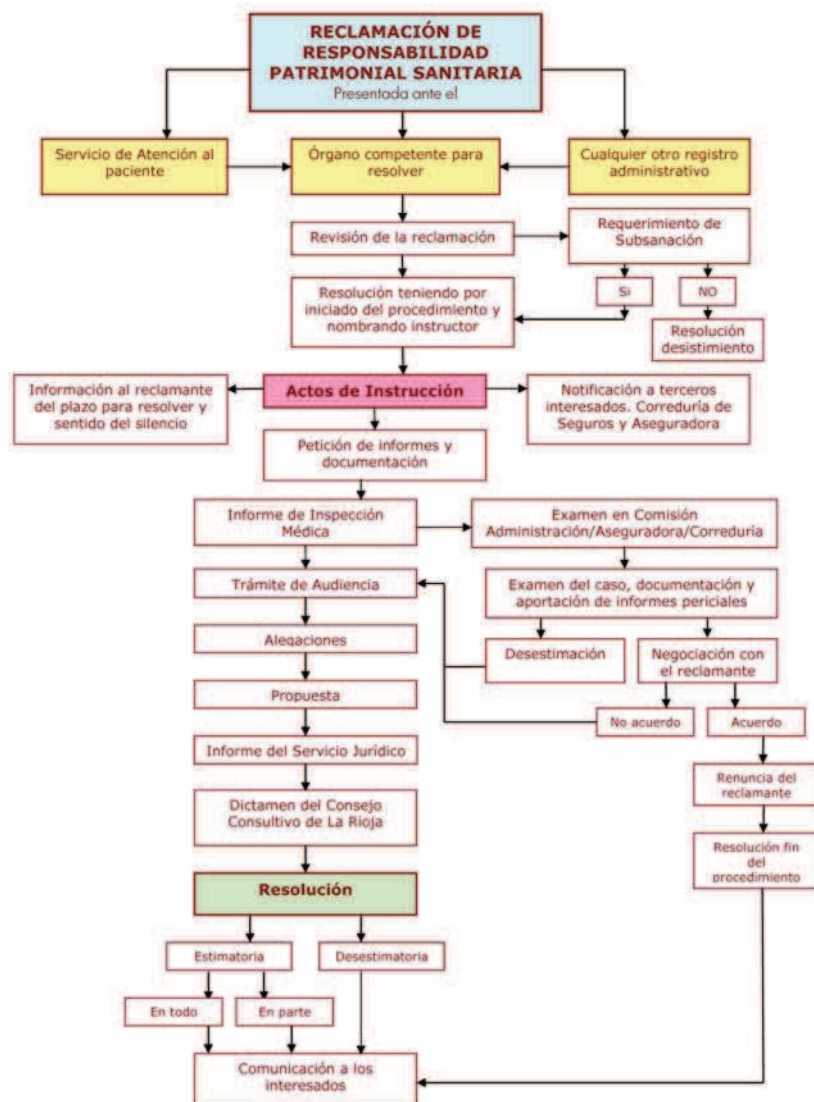 RECLAMACIÓN DE
RESPONSABILIDAD
PATRIMONIAL SANITARIA
Presentada ante el
Servicio de Atención al
paciente
Órgano competente para
resolver
Cualquier otro registro
administrativo
Revisión de la reclamación
Requerimiento de
Subsanación
Si
NO
Resolución teniendo por
iniciado del procedimiento y
nombrando instructor
Resolución
desistimiento
Información al reclamante
del plazo para resolver y
sentido del silencio
Actos de Instrucción
Notificación a terceros
interesados. Correduría de
Seguros y Aseguradora
Petición de informes y
documentación
Informe de Inspección
Médica
Examen en Comisión
Administración/Aseguradora/Correduría
Trámite de Audiencia
Examen del caso, documentación y
aportación de informes periciales
Alegaciones
Desestimación
Negociación con
el reclamante
Propuesta
No acuerdo
Acuerdo
Informe del Servicio Jurídico
Renuncia del
reclamante
Dictamen del Consejo
Consultivo de La Rioja
Resolución fin
del
procedimiento
Resolución
Estimatoria
Desestimatoria
En todo
En parte
Comunicación a los
interesados